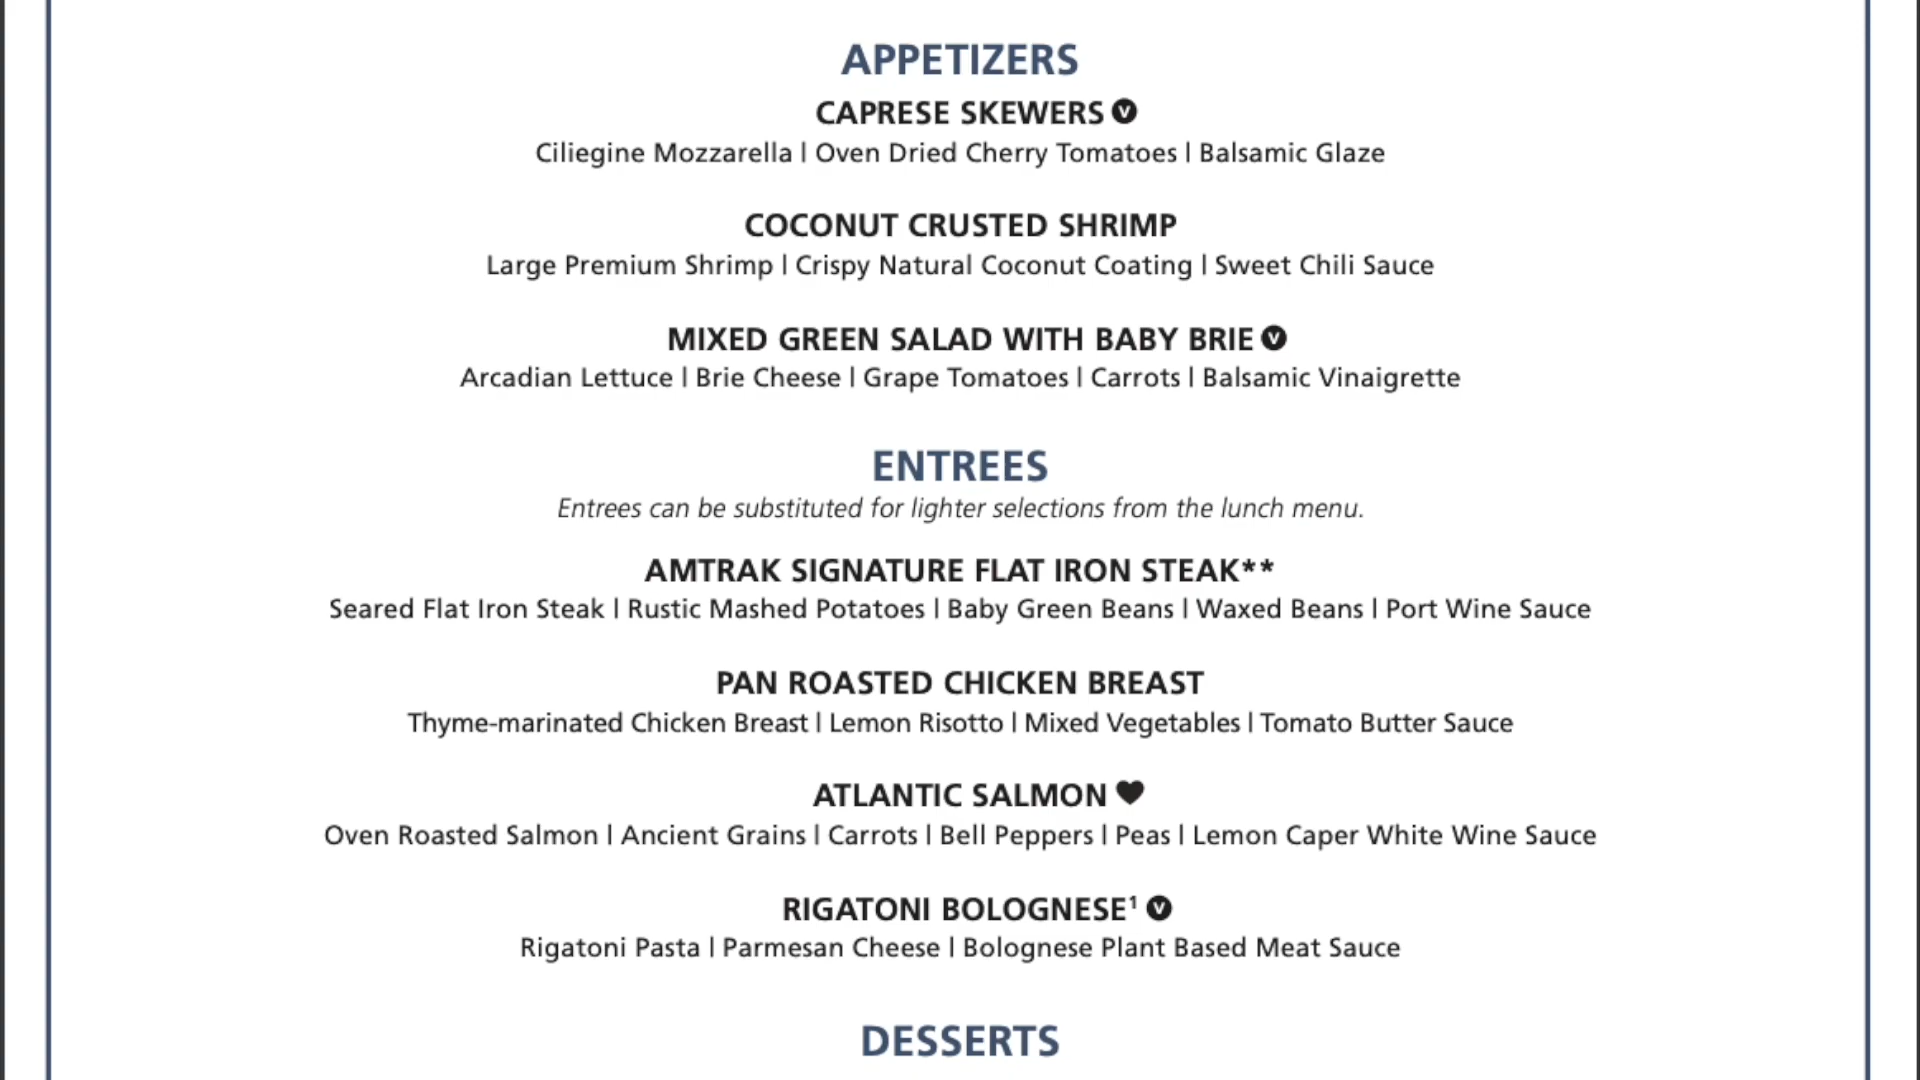 APPETIZERS
CAPRESE SKEWERS V
Ciliegine Mozzarella | Oven Dried Cherry Tomatoes | Balsamic Glaze
COCONUT CRUSTED SHRIMP
Large Premium Shrimp | Crispy Natural Coconut Coating | Sweet Chili Sauce
MIXED GREEN SALAD WITH BABY BRIE V
Arcadian Lettuce | Brie Cheese | Grape Tomatoes | Carrots | Balsamic Vinaigrette
ENTREES
Entrees can be substituted for lighter selections from the lunch menu.
AMTRAK SIGNATURE FLAT IRON STEAK**
Seared Flat Iron Steak | Rustic Mashed Potatoes | Baby Green Beans | Waxed Beans | Port Wine Sauce
PAN ROASTED CHICKEN BREAST
Thyme-marinated Chicken Breast | Lemon Risotto | Mixed Vegetables | Tomato Butter Sauce
ATLANTIC SALMON ♥
Oven Roasted Salmon | Ancient Grains | Carrots | Bell Peppers | Peas | Lemon Caper White Wine Sauce
RIGATONI BOLOGNESE¹ V
Rigatoni Pasta | Parmesan Cheese | Bolognese Plant Based Meat Sauce
DESSERTS